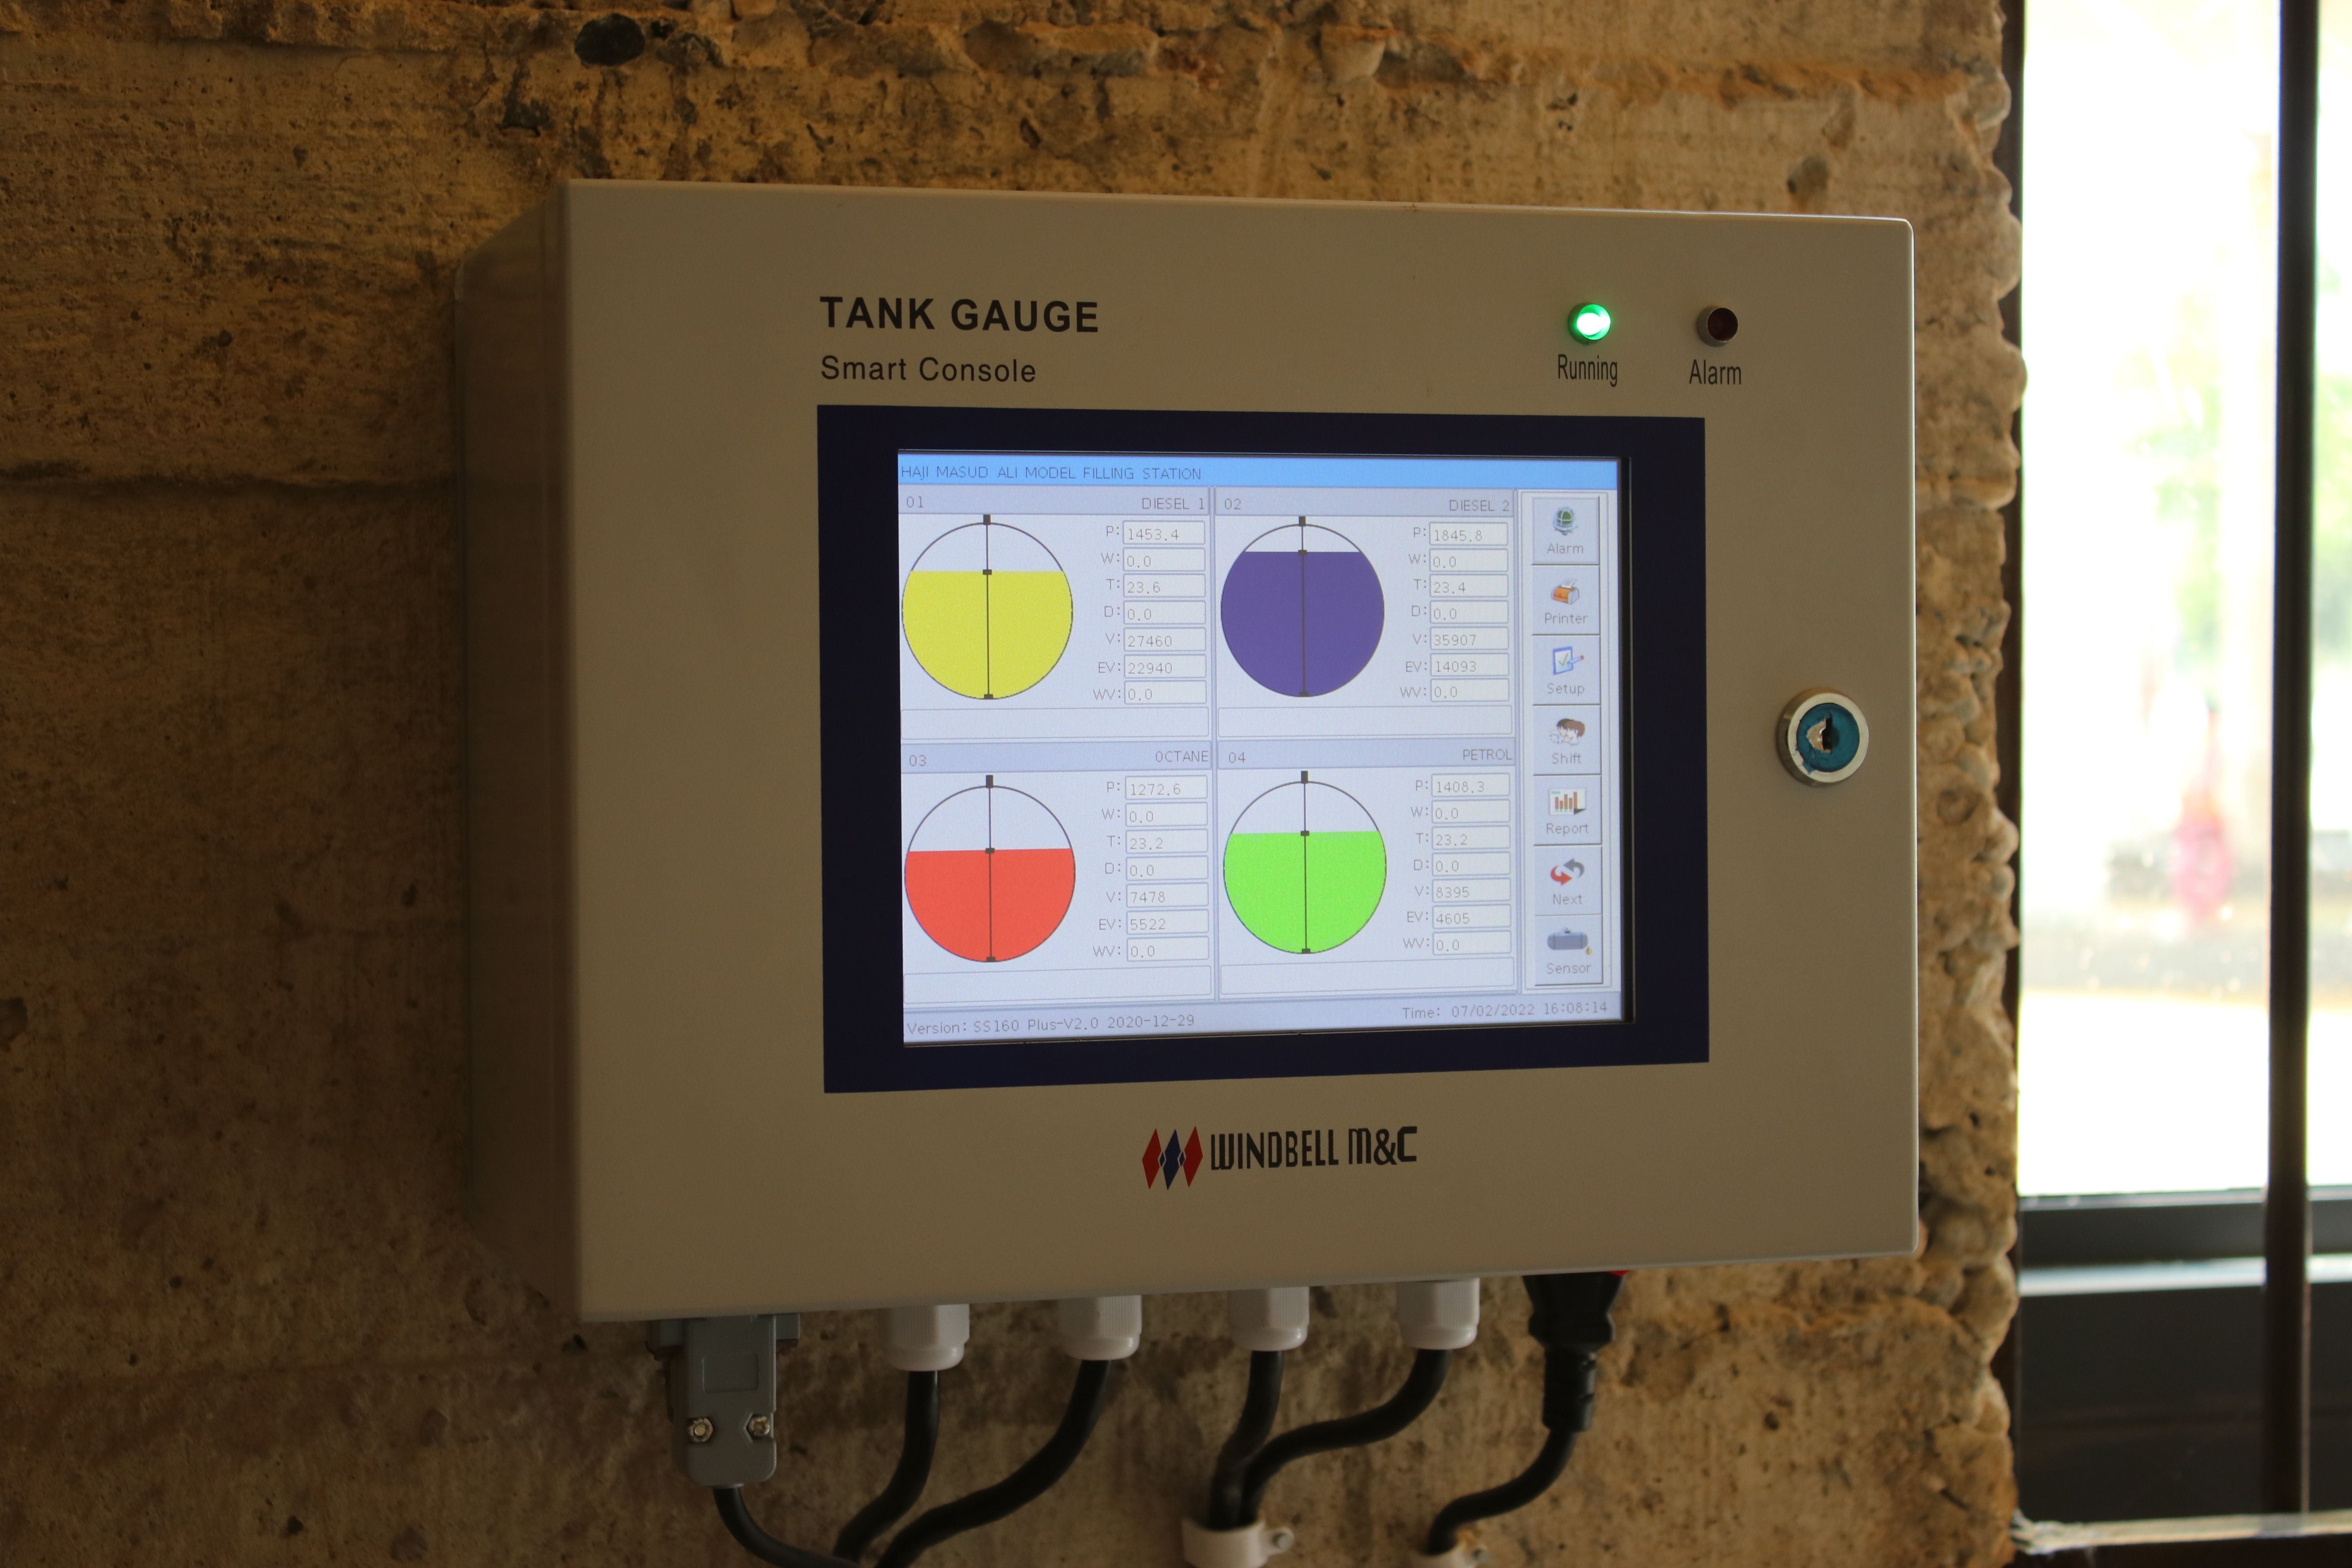 TANK GAUGE
Smart Console
Running
Alarm
HAJI MASUD ALI MODEL FILLING STATION
01 DIESEL 1
P: 1453.4
W: 0.0
T: 23.6
D: 0.0
V: 27460
EV: 22940
WV: 0.0
02 DIESEL 2
P: 1845.8
W: 0.0
T: 23.4
D: 0.0
V: 35907
EV: 14093
WV: 0.0
03 OCTANE
P: 1272.6
W: 0.0
T: 23.2
D: 0.0
V: 7478
EV: 5522
WV: 0.0
04 PETROL
P: 1408.3
W: 0.0
T: 23.2
D: 0.0
V: 8395
EV: 4605
WV: 0.0
Alarm
Printer
Setup
Shift
Report
Next
Sensor
Version: SS160 Plus-V2.0 2020-12-29
Time: 07/02/2022 16:08:14
WINDBELL M&C